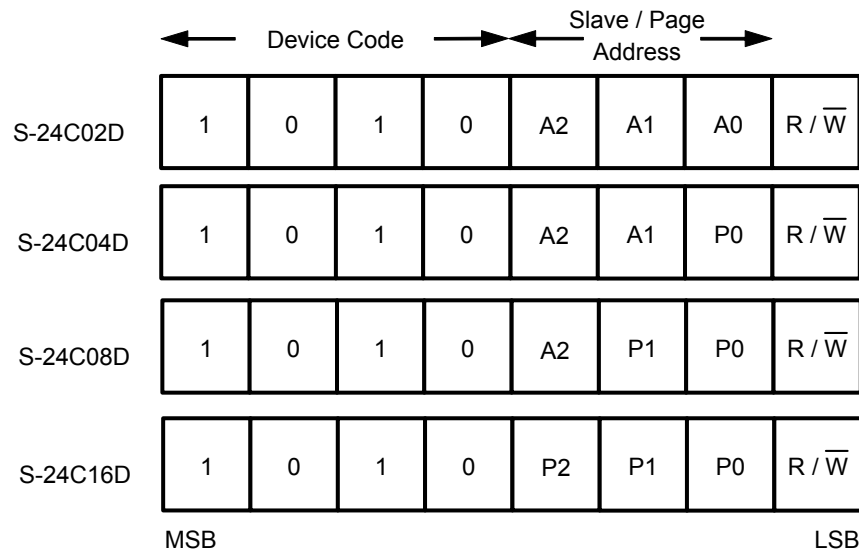 Device Code
Slave / Page
Address
S-24C02D 1 0 1 0 A2 A1 A0 R / W̅
S-24C04D 1 0 1 0 A2 A1 P0 R / W̅
S-24C08D 1 0 1 0 A2 P1 P0 R / W̅
S-24C16D 1 0 1 0 P2 P1 P0 R / W̅
MSB LSB